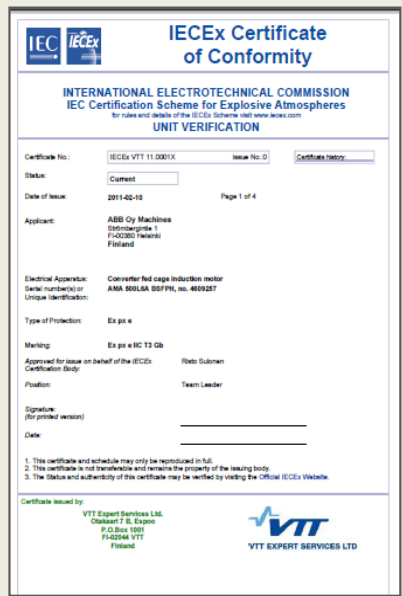 IEC IECEx
IECEx Certificate
of Conformity
INTERNATIONAL ELECTROTECHNICAL COMMISSION
IEC Certification Scheme for Explosive Atmospheres
for rules and details of the IECEx Scheme visit www.iecex.com
UNIT VERIFICATION
Certificate No.: IECEx VTT 11.0001X Issue No.:0 Certificate history:
Status: Current
Date of Issue: 2011-02-10 Page 1 of 4
Applicant: ABB Oy Machines
Strömbergintie 1
FI-00380 Helsinki
Finland
Electrical Apparatus: Converter fed cage induction motor
Serial number(s) or AMA 500L6A BSFPH, no. 4609257
Unique Identification:
Type of Protection: Ex px e
Marking: Ex px e IIC T3 Gb
Approved for issue on behalf of the IECEx Risto Sulonen
Certification Body:
Position: Team Leader
Signature:
(for printed version)
Date:
1. This certificate and schedule may only be reproduced in full.
2. This certificate is not transferable and remains the property of the issuing body.
3. The Status and authenticity of this certificate may be verified by visiting the Official IECEx Website.
Certificate issued by:
VTT Expert Services Ltd.
Otakaari 7 B, Espoo
P.O.Box 1001
FI-02044 VTT
Finland
VTT
VTT EXPERT SERVICES LTD